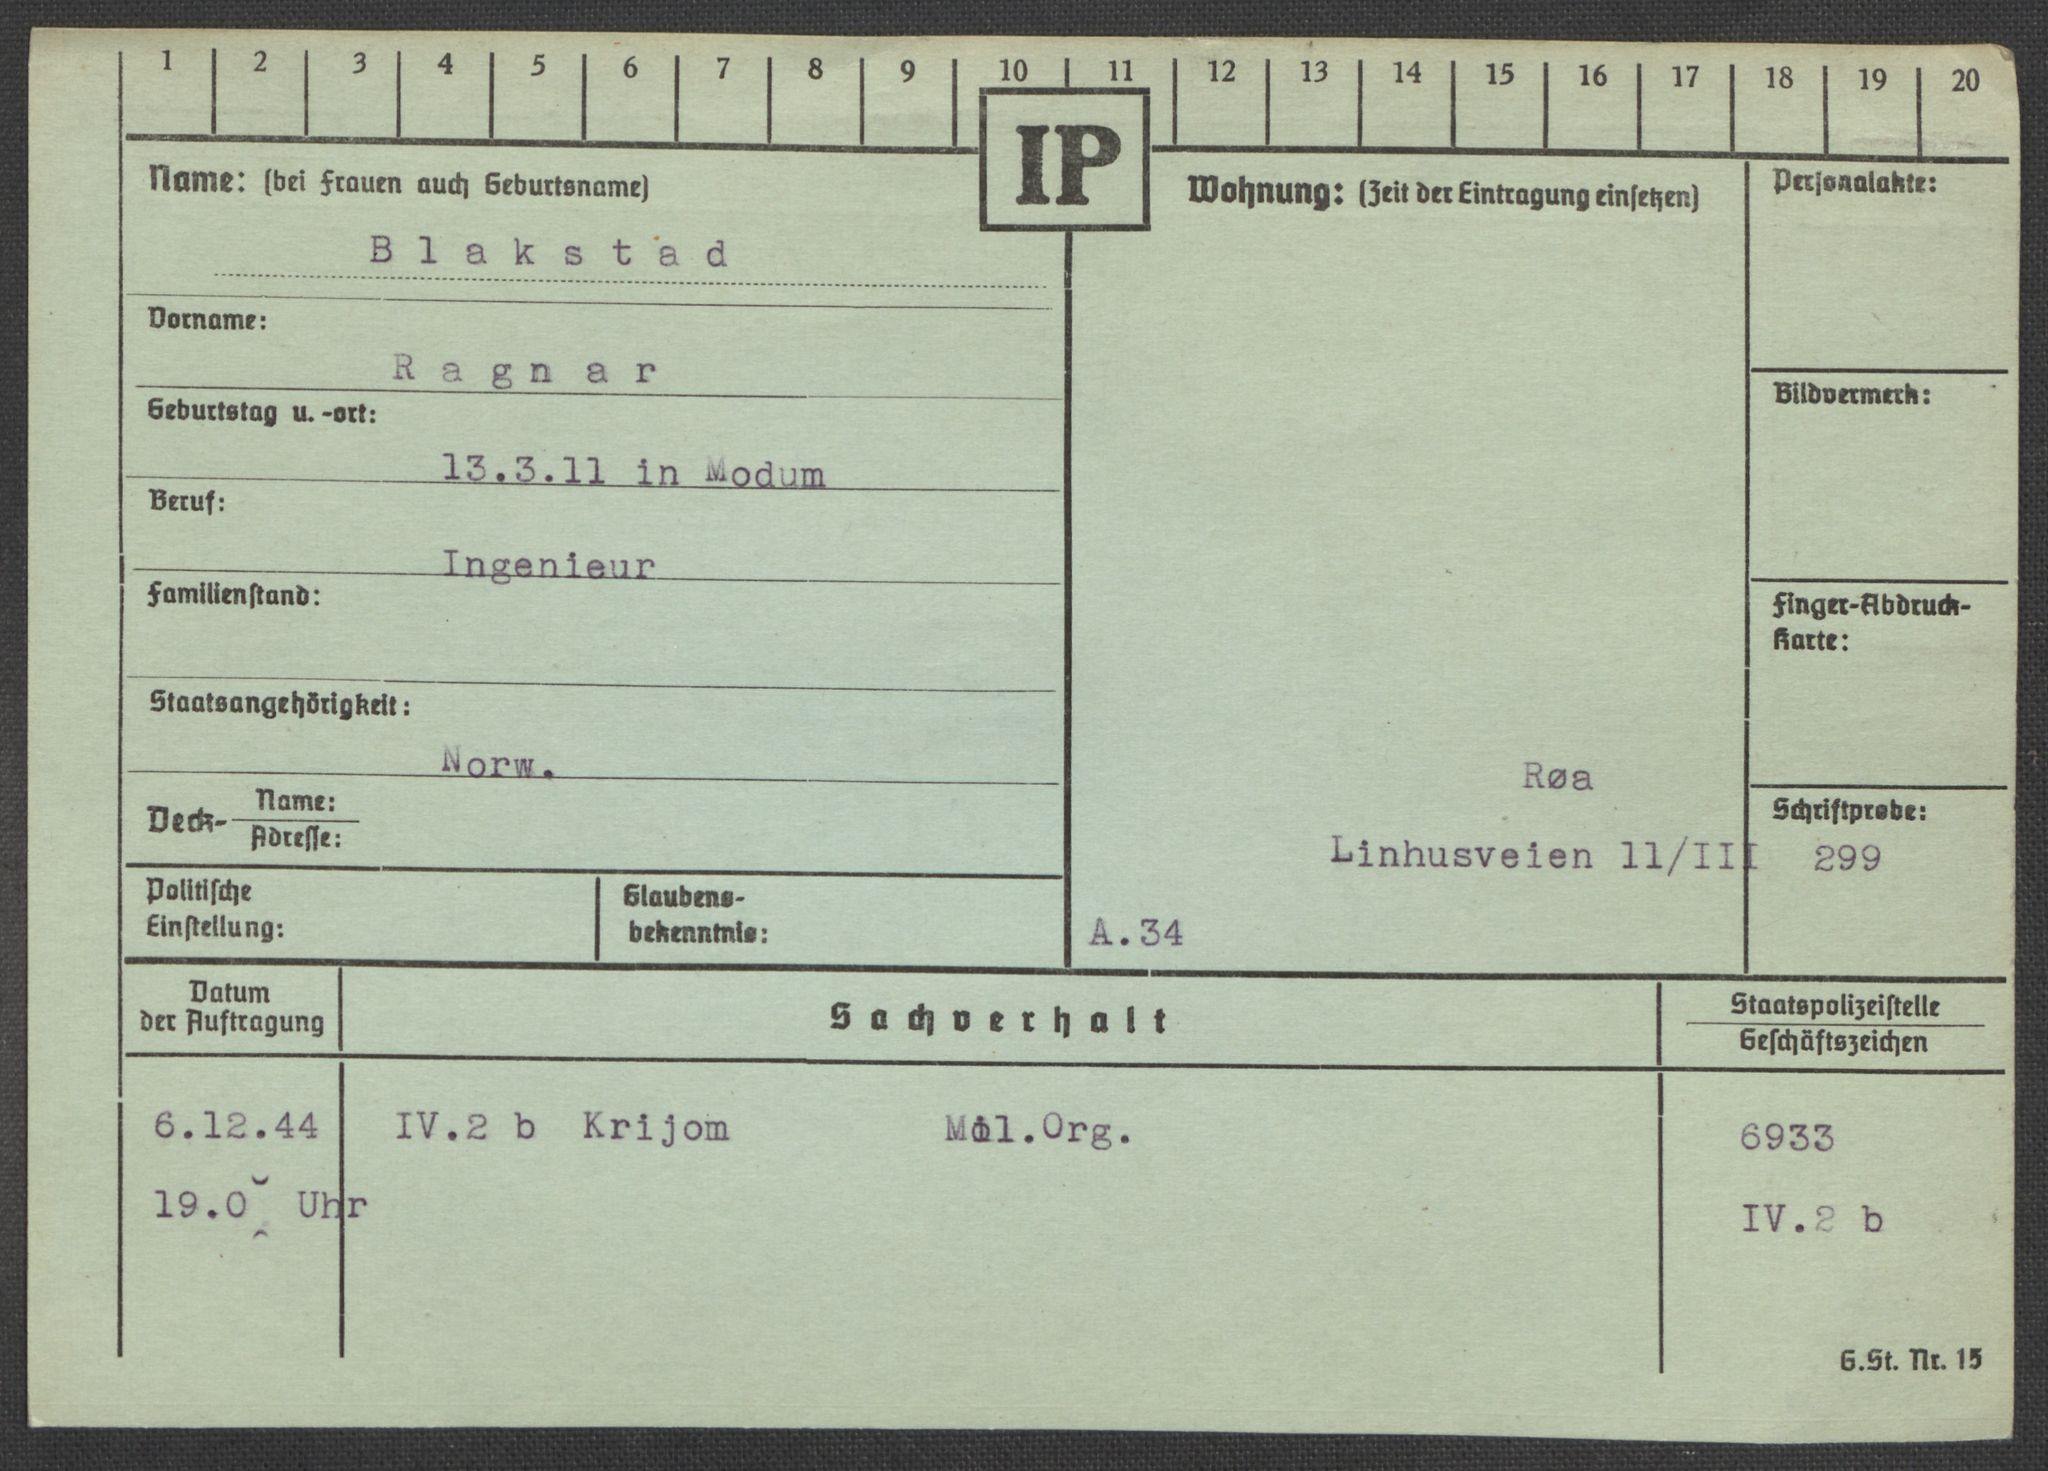 1 2 3 4 5 6 7 8 9 10 11 12 13 14 15 16 17 18 19 20
IP
Name: (bei Frauen auch Geburtsname)
Blakstad
Vorname:
Ragnar
Geburtstag u. -ort:
13.3.11 in Modum
Beruf:
Ingenieur
Familienstand:
Staatsangehörigkeit:
Norw.
Deck-
Name:
Adresse:
Politische
Einstellung:
Glaubens-
bekenntnis:
Wohnung: (Zeit der Eintragung einsetzen)
Røa
Linhusveien 11/III 299
A.34
Personalakte:
Bildvermerk:
Finger-Abdruck-
Karte:
Schriftprobe:
Datum
der Auftragung
Sachverhalt
Staatspolizeistelle
Geschäftszeichen
6.12.44 IV.2 b Krijom Mil.Org. 6933
19.0 Uhr IV.2 b
G.St. Nr. 15